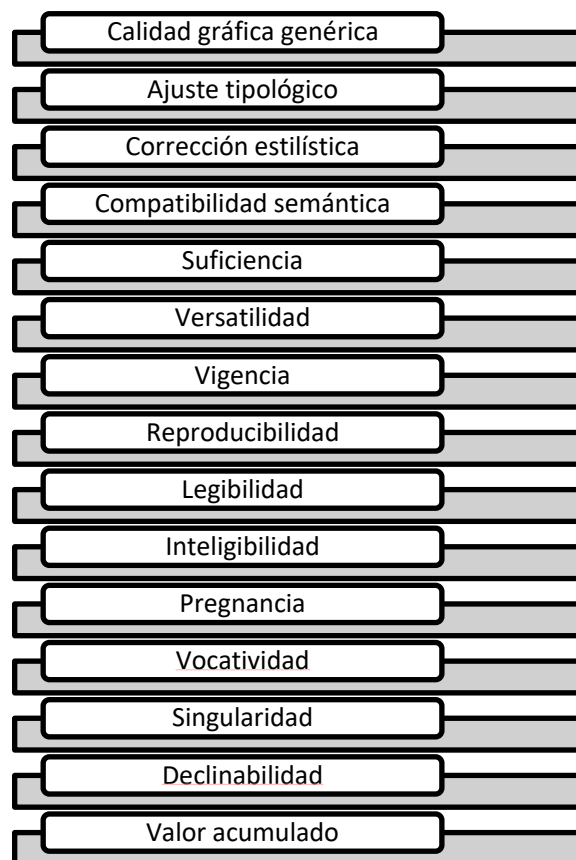 Calidad gráfica genérica
Ajuste tipológico
Corrección estilística
Compatibilidad semántica
Suficiencia
Versatilidad
Vigencia
Reproducibilidad
Legibilidad
Inteligibilidad
Pregnancia
Vocatividad
Singularidad
Declinabilidad
Valor acumulado